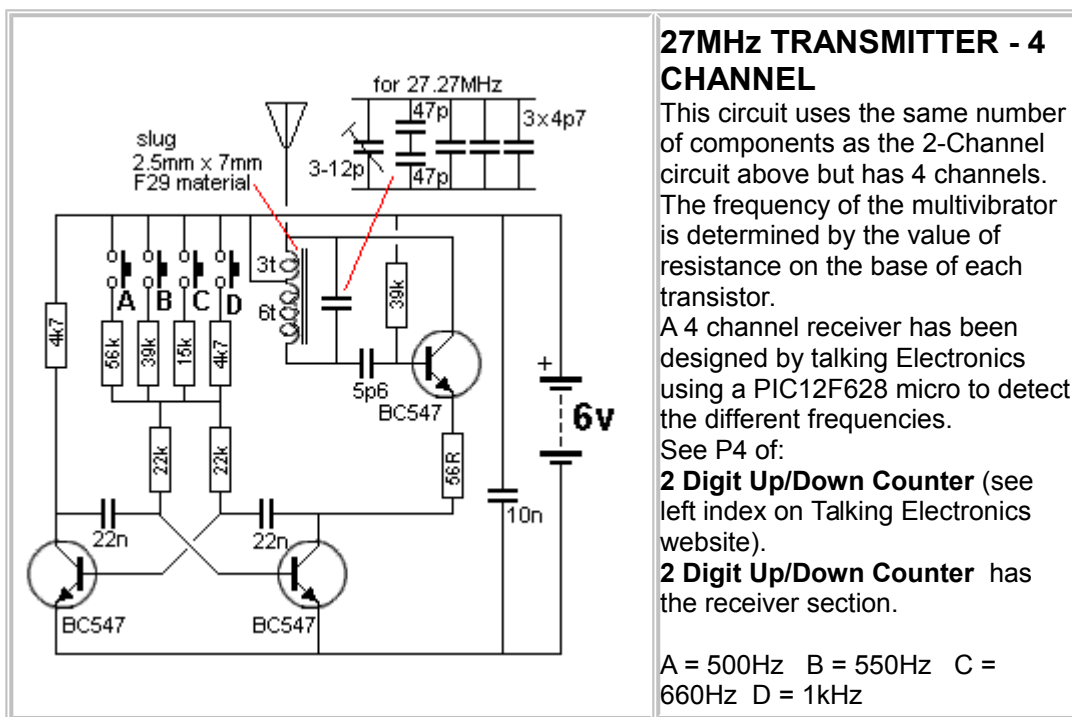 for 27.27MHz
47p
3x4p7
slug
2.5mm x 7mm
F29 material
3-12p
47p
3t
6t
A B C D
4k7
56k
39k
15k
4k7
39k
5p6
BC547
+
6v
22k
22k
56R
10n
22n
22n
BC547
BC547
27MHz TRANSMITTER - 4
CHANNEL
This circuit uses the same number
of components as the 2-Channel
circuit above but has 4 channels.
The frequency of the multivibrator
is determined by the value of
resistance on the base of each
transistor.
A 4 channel receiver has been
designed by talking Electronics
using a PIC12F628 micro to detect
the different frequencies.
See P4 of:
2 Digit Up/Down Counter (see
left index on Talking Electronics
website).
2 Digit Up/Down Counter has
the receiver section.
A = 500Hz B = 550Hz C =
660Hz D = 1kHz